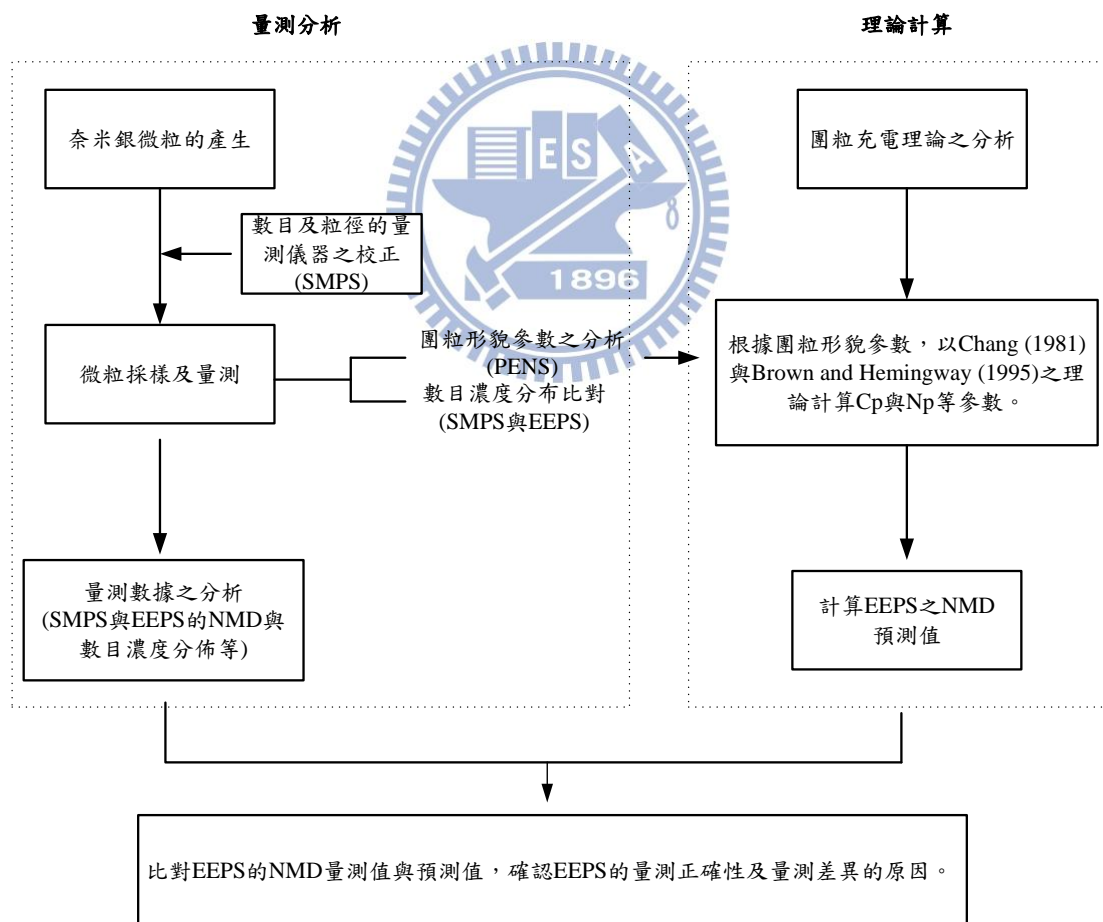 量測分析
理論計算
奈米銀微粒的產生
數目及粒徑的量
測儀器之校正
(SMPS)
微粒採樣及量測
團粒形貌參數之分析
(PENS)
數目濃度分布比對
(SMPS與EEPS)
量測數據之分析
(SMPS與EEPS的NMD與
數目濃度分佈等)
團粒充電理論之分析
根據團粒形貌參數，以Chang (1981)
與Brown and Hemingway (1995)之理
論計算Cp與Np等參數。
計算EEPS之NMD
預測值
比對EEPS的NMD量測值與預測值，確認EEPS的量測正確性及量測差異的原因。
E S A
1896